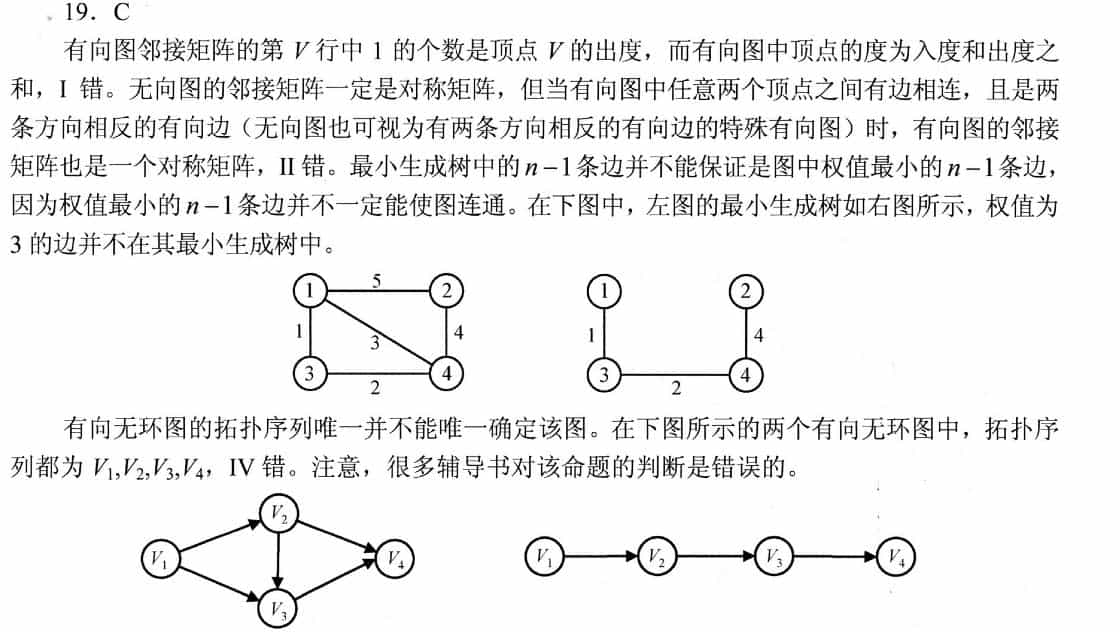 19．C
有向图邻接矩阵的第 V 行中 1 的个数是顶点 V 的出度，而有向图中顶点的度为入度和出度之
和，I 错。无向图的邻接矩阵一定是对称矩阵，但当有向图中任意两个顶点之间有边相连，且是两
条方向相反的有向边（无向图也可视为有两条方向相反的有向边的特殊有向图）时，有向图的邻接
矩阵也是一个对称矩阵，II 错。最小生成树中的 n－1 条边并不能保证是图中权值最小的 n－1 条边，
因为权值最小的 n－1 条边并不一定能使图连通。在下图中，左图的最小生成树如右图所示，权值为
3 的边并不在其最小生成树中。
1 5 2 1 2
1 3 4 1 4
3 2 4 3 2 4
有向无环图的拓扑序列唯一并不能唯一确定该图。在下图所示的两个有向无环图中，拓扑序
列都为 V₁,V₂,V₃,V₄，IV 错。注意，很多辅导书对该命题的判断是错误的。
V₂
V₁ V₄ V₁ V₂ V₃ V₄
V₃